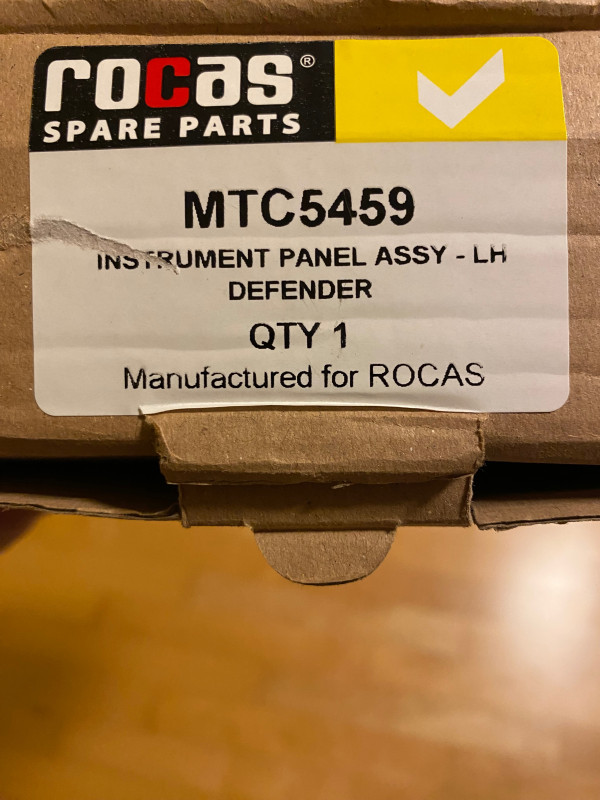 rocas®
SPARE PARTS
MTC5459
INSTRUMENT PANEL ASSY - LH
DEFENDER
QTY 1
Manufactured for ROCAS